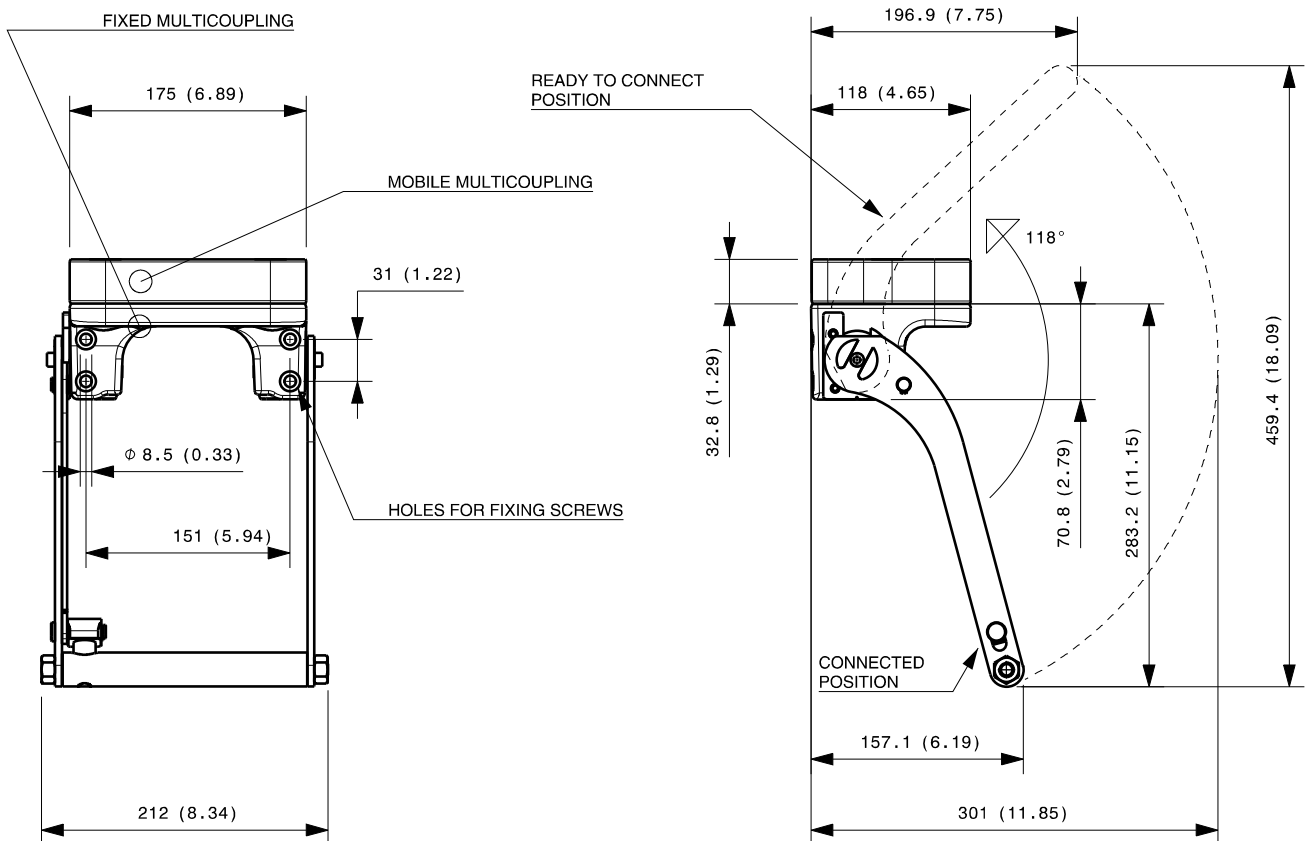 FIXED MULTICOUPLING
175 (6.89)
MOBILE MULTICOUPLING
31 (1.22)
⌀ 8.5 (0.33)
HOLES FOR FIXING SCREWS
151 (5.94)
212 (8.34)
196.9 (7.75)
READY TO CONNECT
POSITION
118 (4.65)
118°
32.8 (1.29)
70.8 (2.79)
283.2 (11.15)
459.4 (18.09)
CONNECTED
POSITION
157.1 (6.19)
301 (11.85)